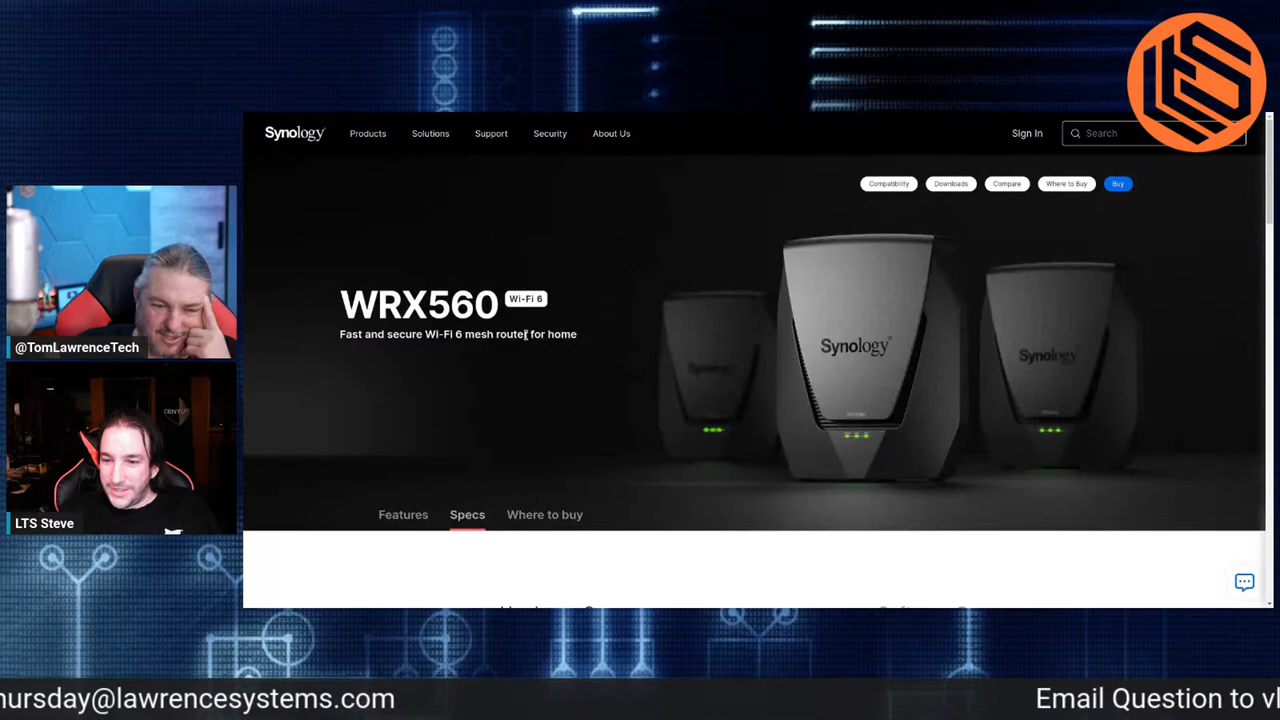 Synology
Products
Solutions
Support
Security
About Us
Sign In
Search
Compatibility
Downloads
Compare
Where to Buy
Buy
WRX560 Wi-Fi 6
Fast and secure Wi-Fi 6 mesh router for home
Synology
Synology
Features
Specs
Where to buy
CENTU
@TomLawrenceTech
LTS Steve
hursday@lawrencesystems.com
Email Question to vl